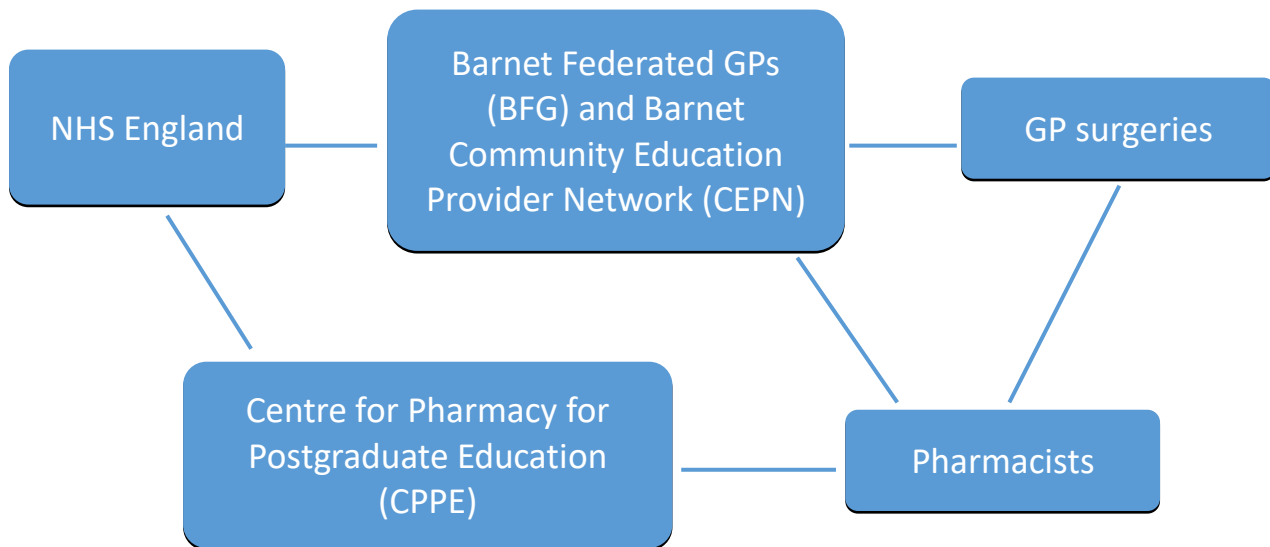 NHS England
Barnet Federated GPs
(BFG) and Barnet
Community Education
Provider Network (CEPN)
GP surgeries
Centre for Pharmacy for
Postgraduate Education
(CPPE)
Pharmacists